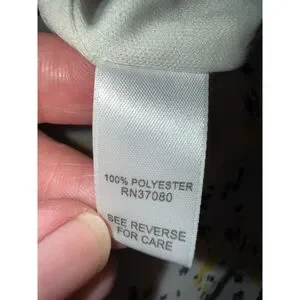 100% POLYESTER
RN37080
SEE REVERSE
FOR CARE